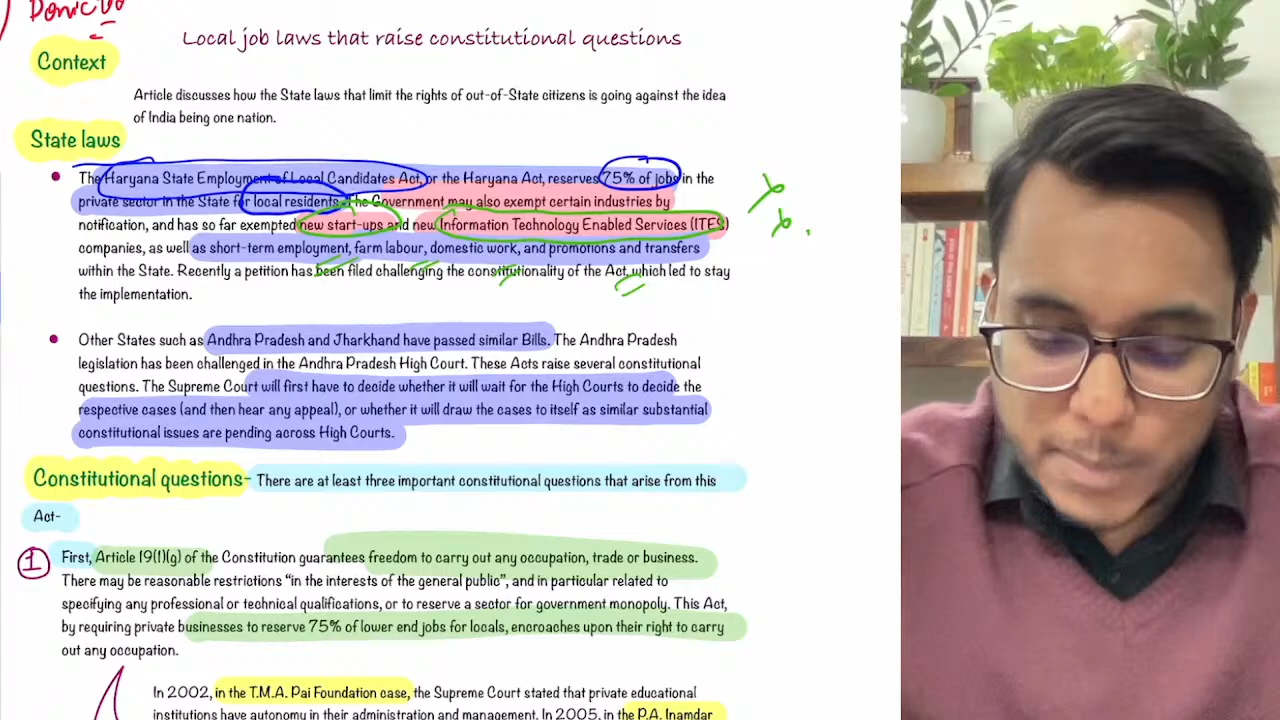 Local job laws that raise constitutional questions
Context
Article discusses how the State laws that limit the rights of out-of-State citizens is going against the idea
of India being one nation.
State laws
The Haryana State Employment of Local Candidates Act, or the Haryana Act, reserves 75% of jobs in the
private sector in the State for local residents. The Government may also exempt certain industries by
notification, and has so far exempted new start-ups and new Information Technology Enabled Services (ITES)
companies, as well as short-term employment, farm labour, domestic work, and promotions and transfers
within the State. Recently a petition has been filed challenging the constitutionality of the Act, which led to stay
the implementation.
Other States such as Andhra Pradesh and Jharkhand have passed similar Bills. The Andhra Pradesh
legislation has been challenged in the Andhra Pradesh High Court. These Acts raise several constitutional
questions. The Supreme Court will first have to decide whether it will wait for the High Courts to decide the
respective cases (and then hear any appeal), or whether it will draw the cases to itself as similar substantial
constitutional issues are pending across High Courts.
Constitutional questions- There are at least three important constitutional questions that arise from this
Act-
1 First, Article 19(1)(g) of the Constitution guarantees freedom to carry out any occupation, trade or business.
There may be reasonable restrictions “in the interests of the general public”, and in particular related to
specifying any professional or technical qualifications, or to reserve a sector for government monopoly. This Act,
by requiring private businesses to reserve 75% of lower end jobs for locals, encroaches upon their right to carry
out any occupation.
In 2002, in the T.M.A. Pai Foundation case, the Supreme Court stated that private educational
institutions have autonomy in their administration and management. In 2005, in the P.A. Inamdar